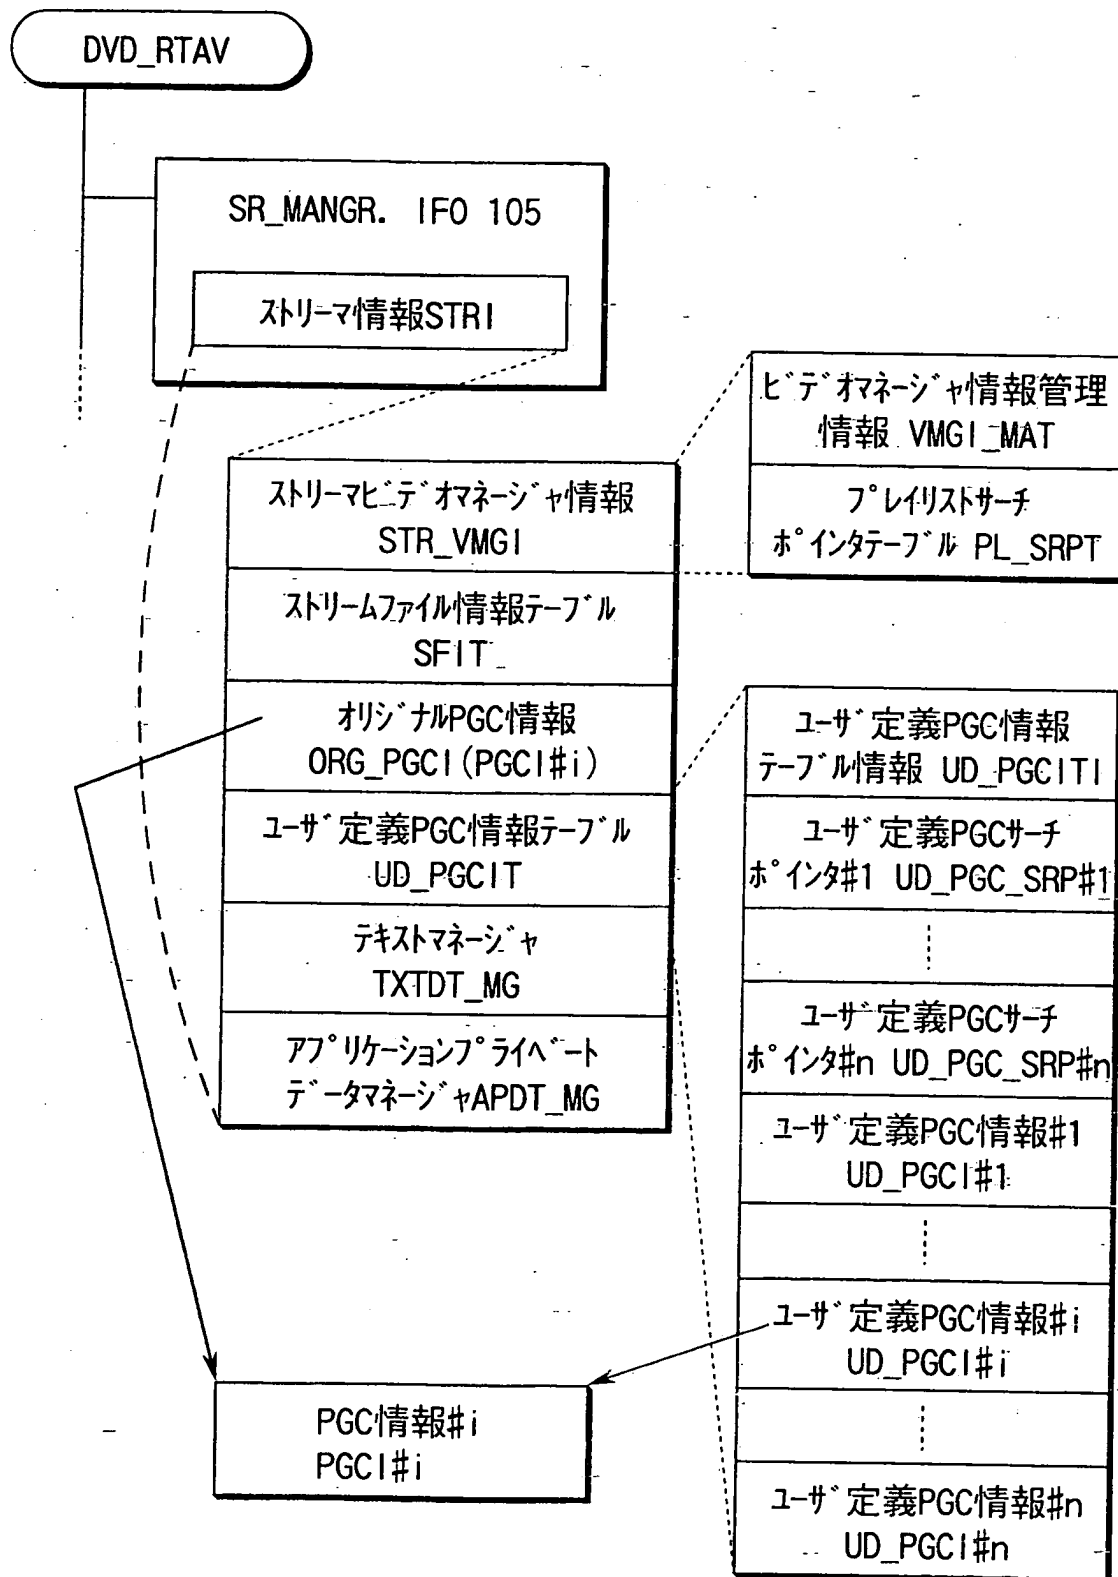 DVD_RTAV
SR_MANGR. IFO 105
ストリーマ情報STRI
ビデオマネージャ情報管理
情報 VMGI_MAT
プレイリストサーチ
ポインタテーブル PL_SRPT
ストリーマビデオマネージャ情報
STR_VMGI
ストリームファイル情報テーブル
SFIT
オリジナルPGC情報
ORG_PGCI(PGCI#i)
ユーザ定義PGC情報テーブル
UD_PGCIT
テキストマネージャ
TXTDT_MG
アプリケーションプライベート
データマネージャAPDT_MG
ユーザ定義PGC情報
テーブル情報 UD_PGCITI
ユーザ定義PGCサーチ
ポインタ#1 UD_PGC_SRP#1
ユーザ定義PGCサーチ
ポインタ#n UD_PGC_SRP#n
ユーザ定義PGC情報#1
UD_PGCI#1
ユーザ定義PGC情報#i
UD_PGCI#i
ユーザ定義PGC情報#n
UD_PGCI#n
PGC情報#i
PGCI#i